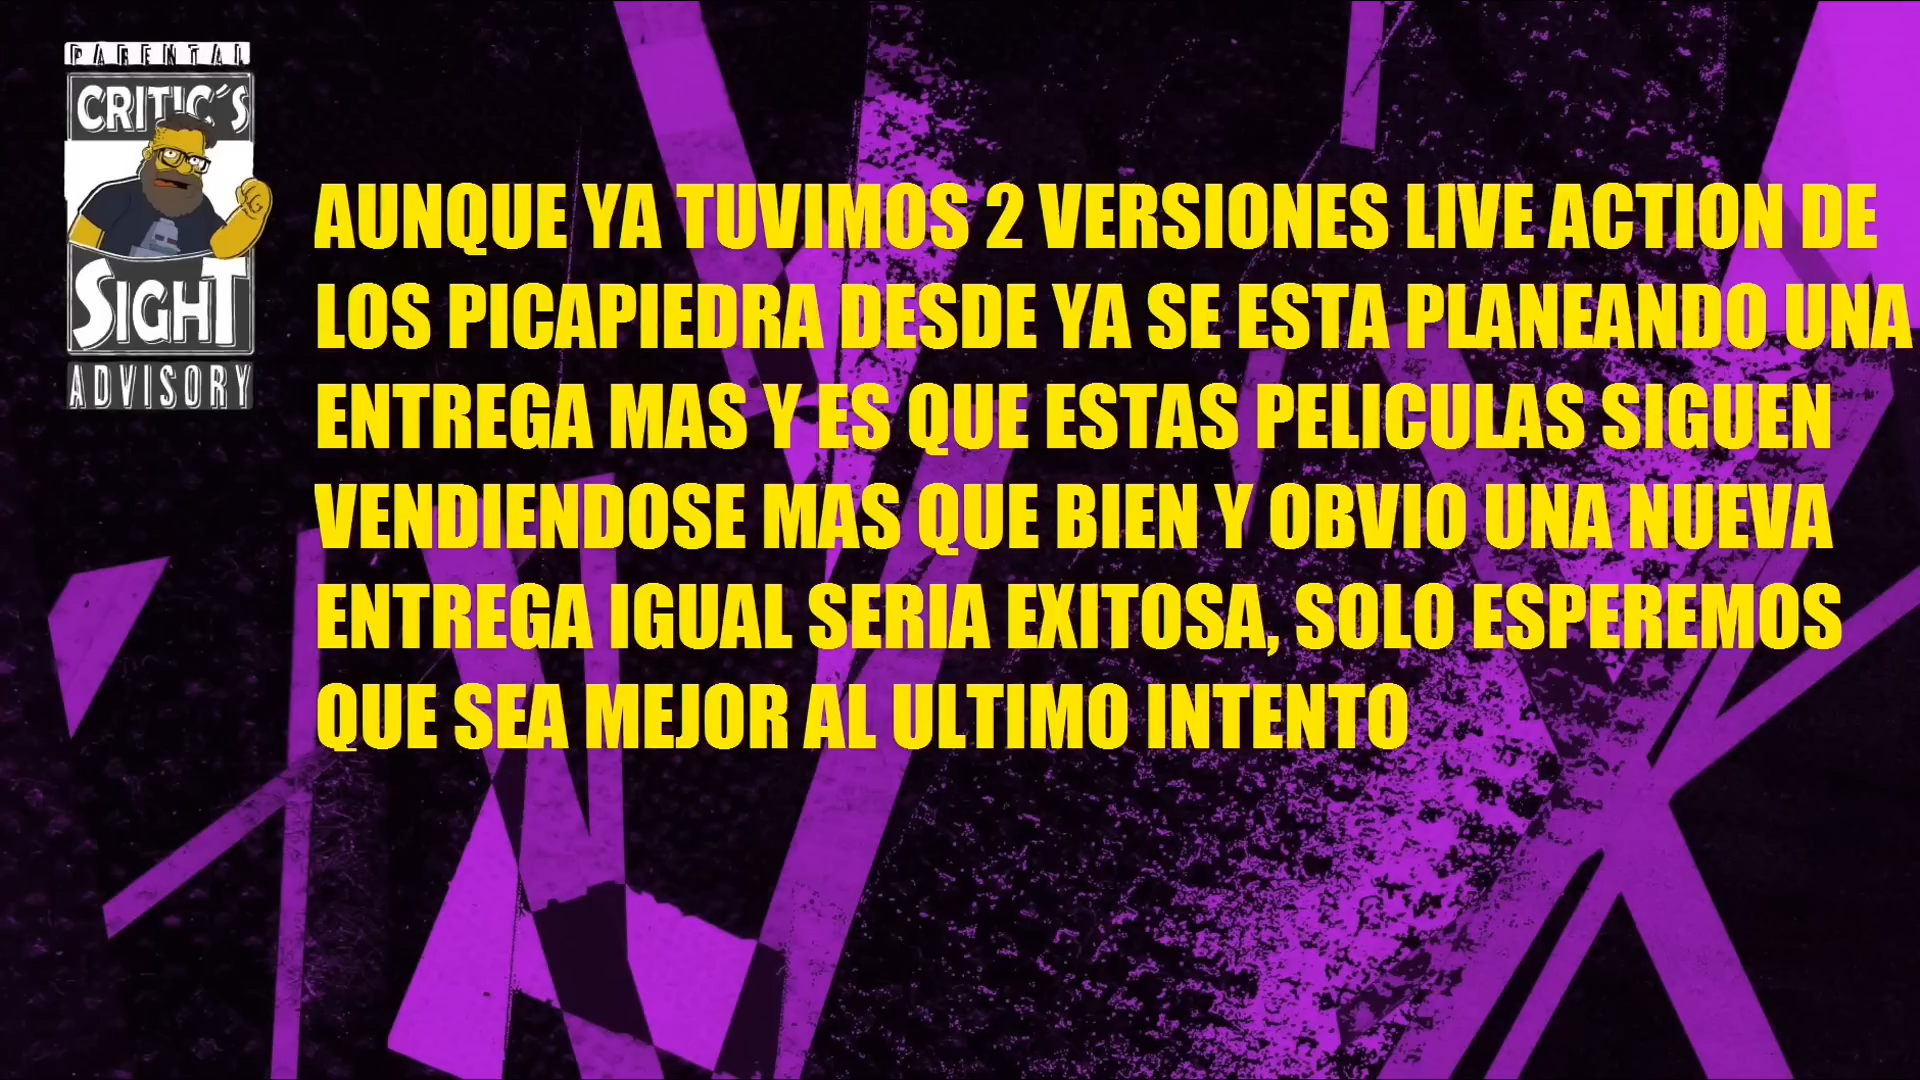 PARENTAL
CRITIC´S
SIGHT
ADVISORY
AUNQUE YA TUVIMOS 2 VERSIONES LIVE ACTION DE
LOS PICAPIEDRA DESDE YA SE ESTA PLANEANDO UNA
ENTREGA MAS Y ES QUE ESTAS PELICULAS SIGUEN
VENDIENDOSE MAS QUE BIEN Y OBVIO UNA NUEVA
ENTREGA IGUAL SERIA EXITOSA, SOLO ESPEREMOS
QUE SEA MEJOR AL ULTIMO INTENTO